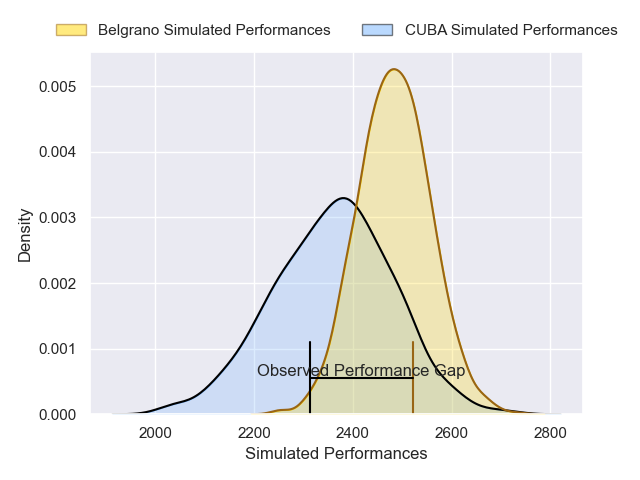 Belgrano Simulated Performances CUBA Simulated Performances
0.005
0.004
0.003
0.002
0.001
0.000
Density
Observed Performance Gap
2000 2200 2400 2600 2800
Simulated Performances